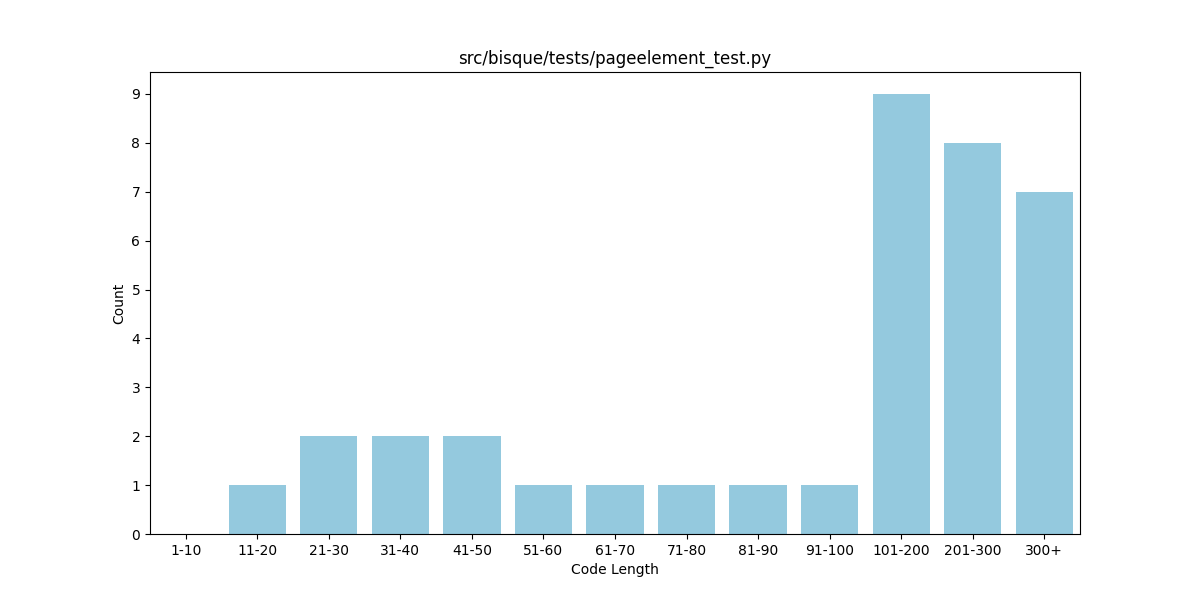 src/bisque/tests/pageelement_test.py
9
8
7
6
5
4
3
2
1
0
Count
1-10 11-20 21-30 31-40 41-50 51-60 61-70 71-80 81-90 91-100 101-200 201-300 300+
Code Length